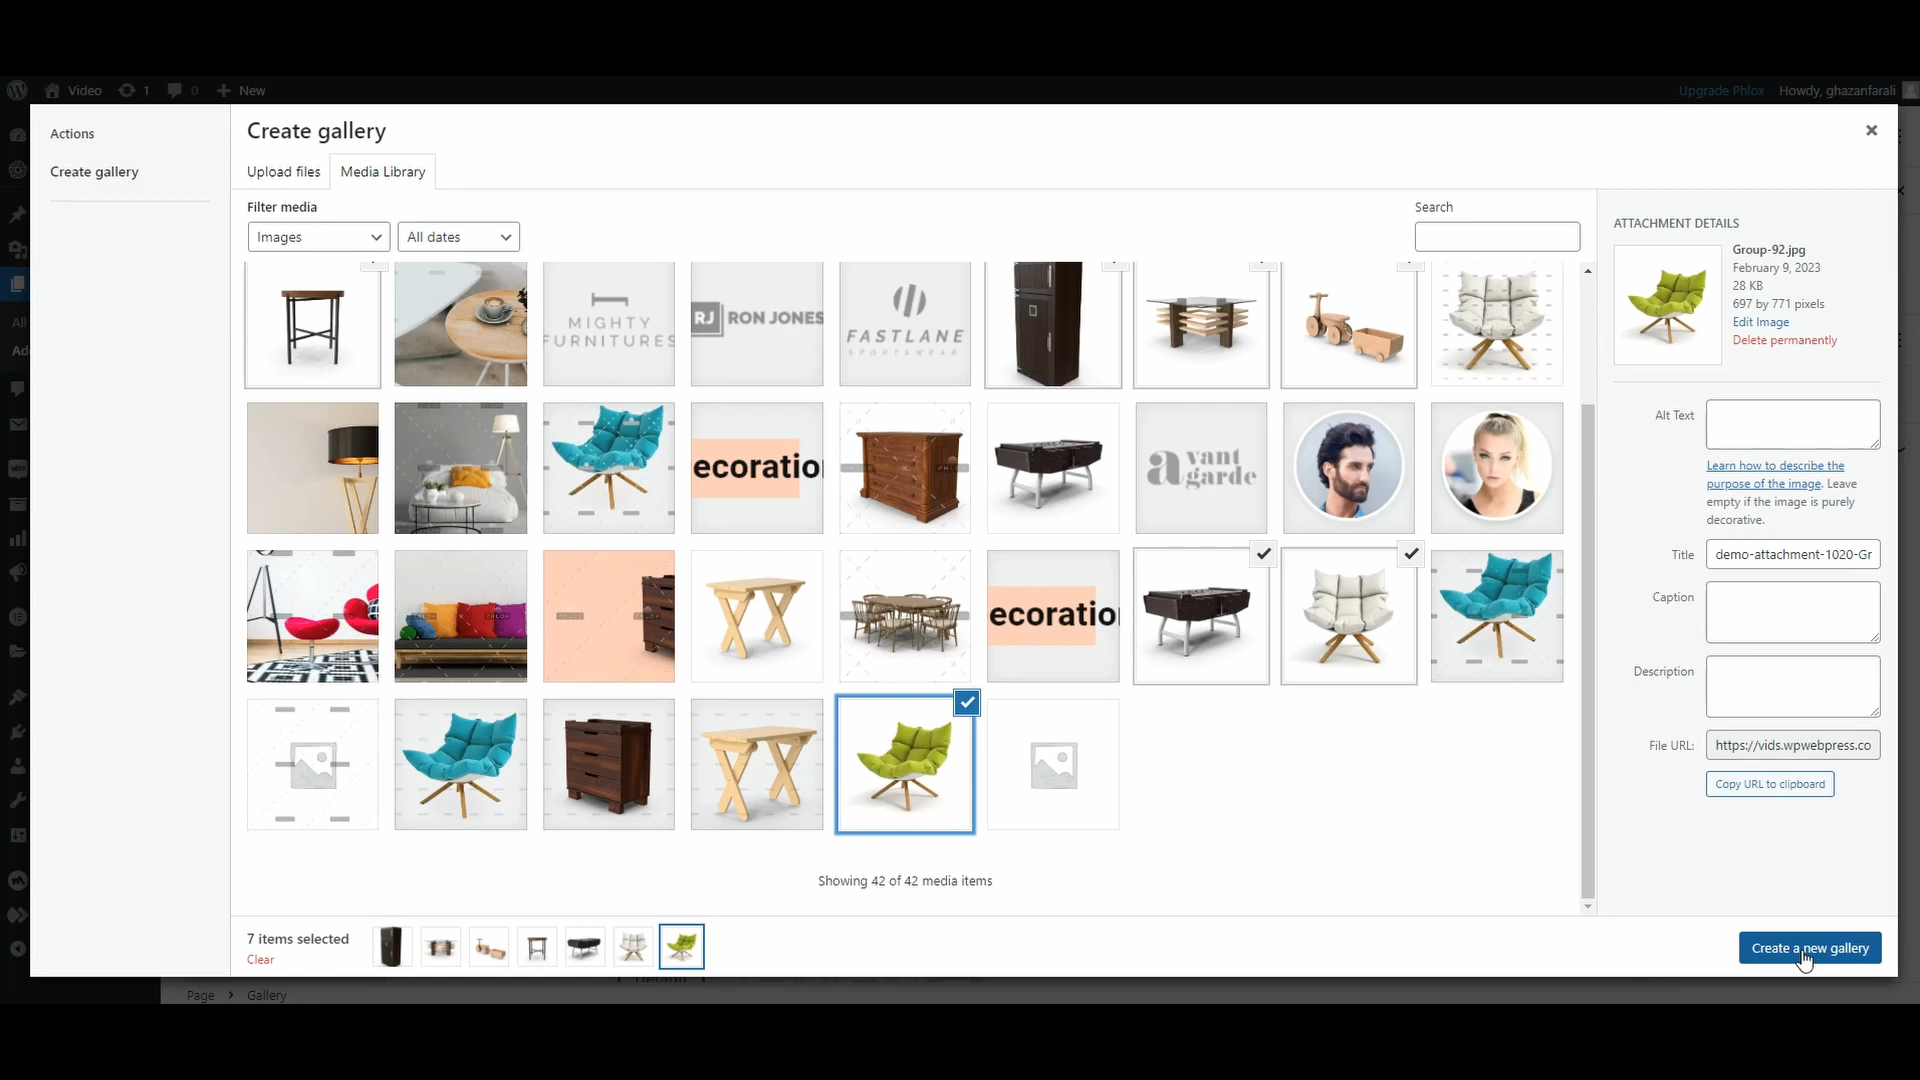 Video
1
0
New
Upgrade Phlox
Howdy, ghazanfarali
Actions
Create gallery
Create gallery
Upload files
Media Library
Filter media
Images
All dates
Search
MIGHTY
FURNITURES
RJ RON JONES
FASTLANE
SPORTSWEAR
ecoratio
avant
garde
ecoratio
Showing 42 of 42 media items
ATTACHMENT DETAILS
Group-92.jpg
February 9, 2023
28 KB
697 by 771 pixels
Edit Image
Delete permanently
Alt Text
Learn how to describe the
purpose of the image. Leave
empty if the image is purely
decorative.
Title
demo-attachment-1020-Gr
Caption
Description
File URL:
https://vids.wpwebpress.co
Copy URL to clipboard
7 items selected
Clear
Create a new gallery
All
Ad
Page
Gallery